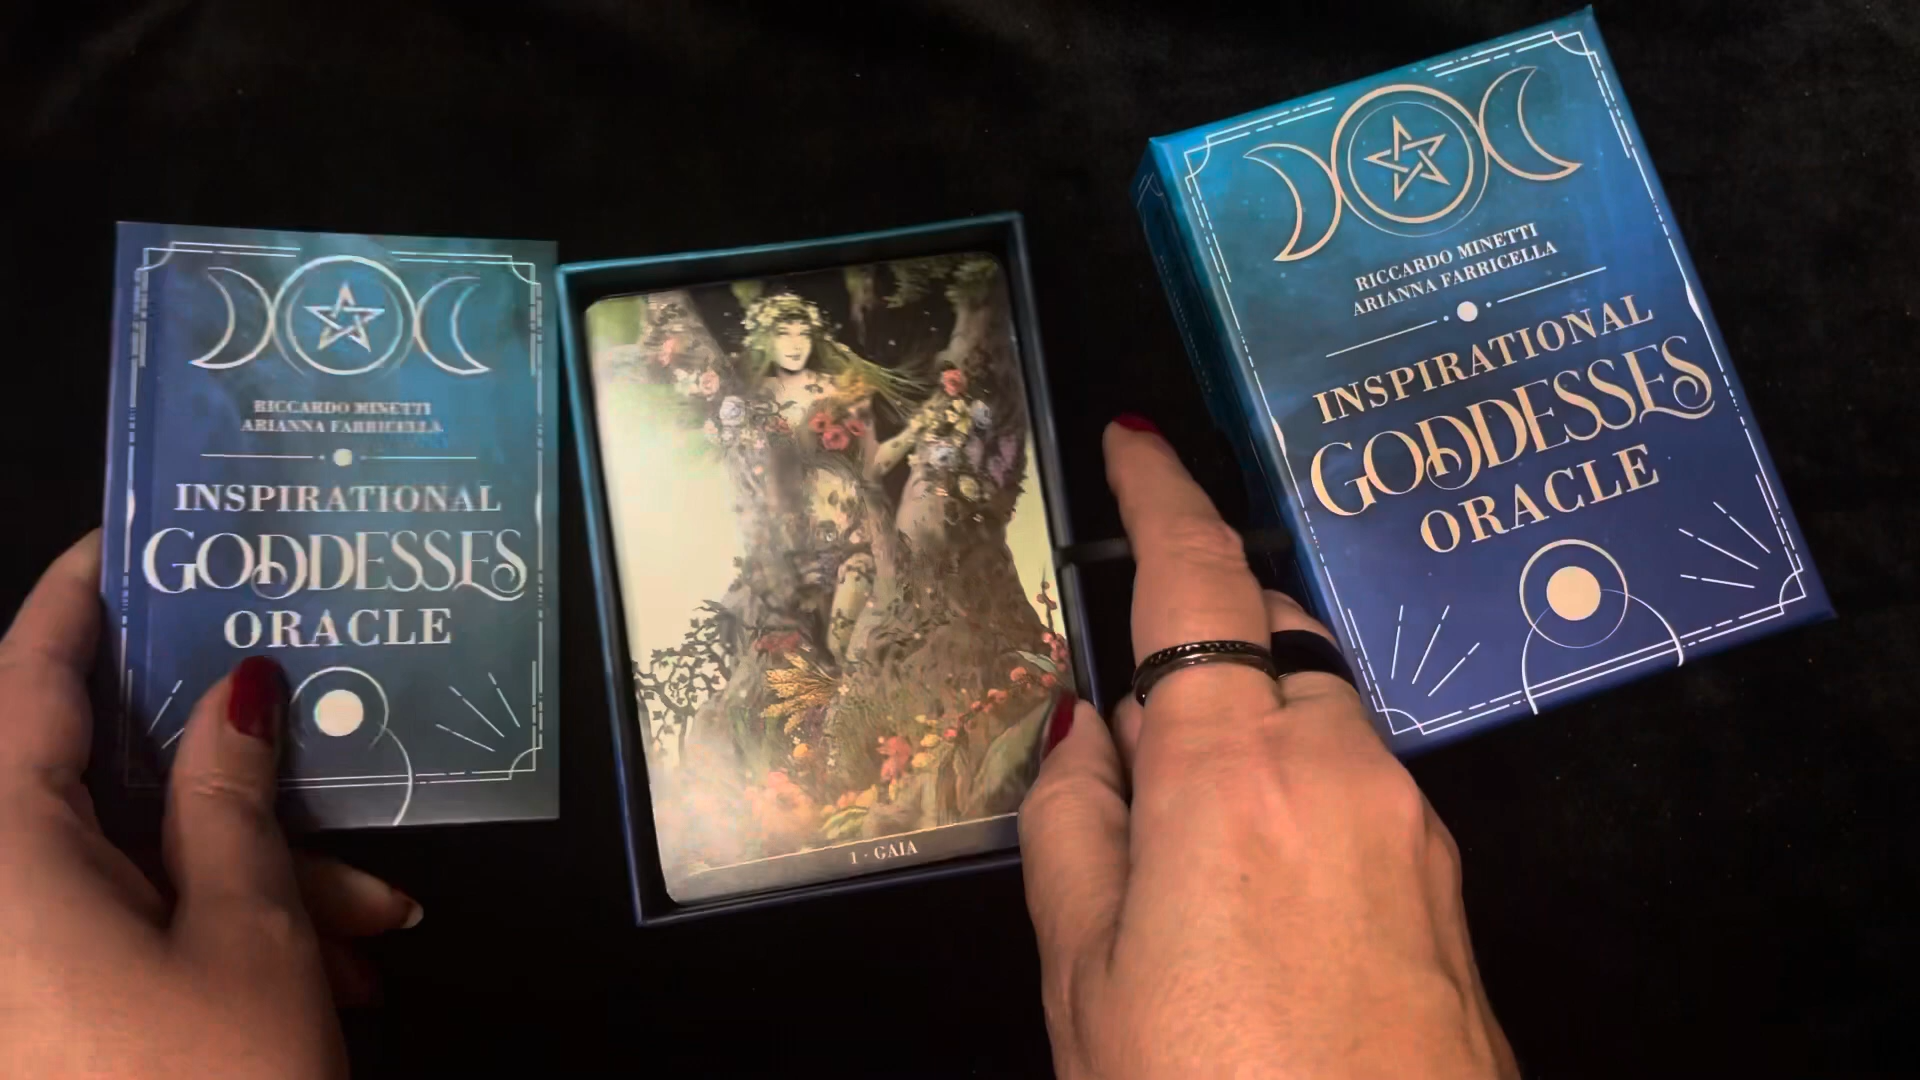 RICCARDO MINETTI
ARIANNA FARRICELLA
INSPIRATIONAL
GODDESSES
ORACLE
1 · GAIA
RICCARDO MINETTI
ARIANNA FARRICELLA
INSPIRATIONAL
GODDESSES
ORACLE